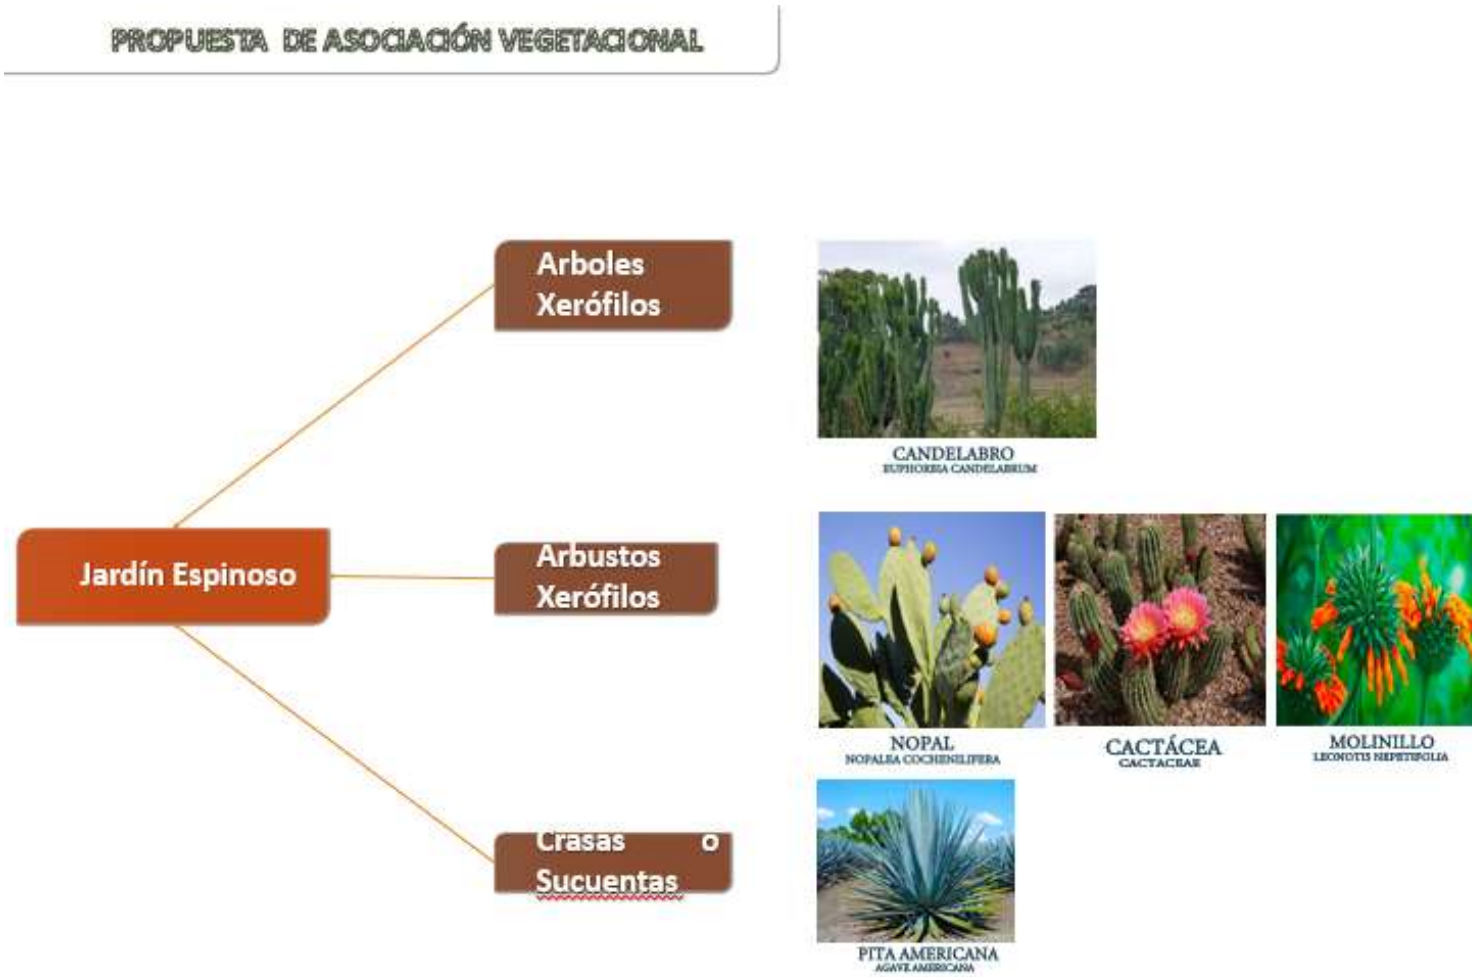 PROPUESTA DE ASOCIACIÓN VEGETACIONAL
Arboles
Xerófilos
CANDELABRO
EUPHORBIA CANDELABRUM
Jardín Espinoso
Arbustos
Xerófilos
NOPAL
NOPALEA COCHENILIFERA
CACTÁCEA
CACTACEAE
MOLINILLO
LEONOTIS NEPETIFOLIA
Crasas o
Sucuentas
PITA AMERICANA
AGAVE AMERICANA